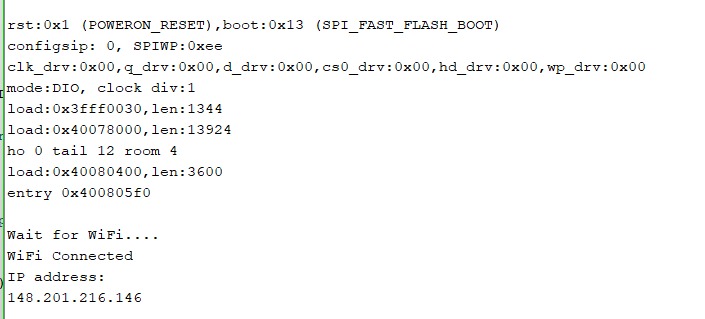 rst:0x1 (POWERON_RESET),boot:0x13 (SPI_FAST_FLASH_BOOT)
configsip: 0, SPIWP:0xee
clk_drv:0x00,q_drv:0x00,d_drv:0x00,cs0_drv:0x00,hd_drv:0x00,wp_drv:0x00
mode:DIO, clock div:1
load:0x3fff0030,len:1344
load:0x40078000,len:13924
ho 0 tail 12 room 4
load:0x40080400,len:3600
entry 0x400805f0
Wait for WiFi....
WiFi Connected
IP address:
148.201.216.146